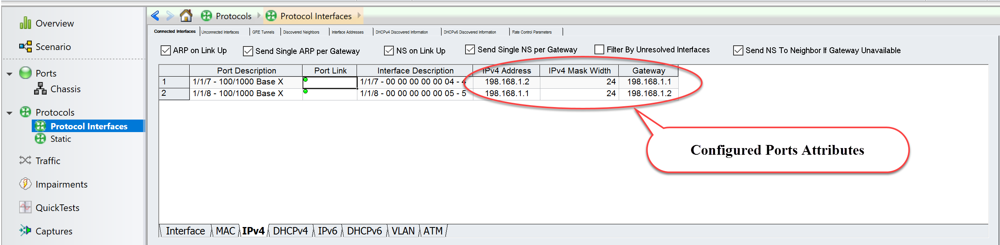 Overview
Scenario
Ports
Chassis
Protocols
Protocol Interfaces
Static
Traffic
Impairments
QuickTests
Captures
Protocols Protocol Interfaces
Connected Interfaces Unconnected Interfaces GRE Tunnels Discovered Neighbors Interface Addresses DHCPv4 Discovered Information DHCPv6 Discovered Information Rate Control Parameters
ARP on Link Up Send Single ARP per Gateway NS on Link Up Send Single NS per Gateway Filter By Unresolved Interfaces Send NS To Neighbor If Gateway Unavailable
Port Description Port Link Interface Description IPv4 Address IPv4 Mask Width Gateway
1 1/1/7 - 100/1000 Base X 1/1/7 - 00 00 00 00 00 04 - 4 198.168.1.2 24 198.168.1.1
2 1/1/8 - 100/1000 Base X 1/1/8 - 00 00 00 00 00 05 - 5 198.168.1.1 24 198.168.1.2
Configured Ports Attributes
Interface MAC IPv4 DHCPv4 IPv6 DHCPv6 VLAN ATM